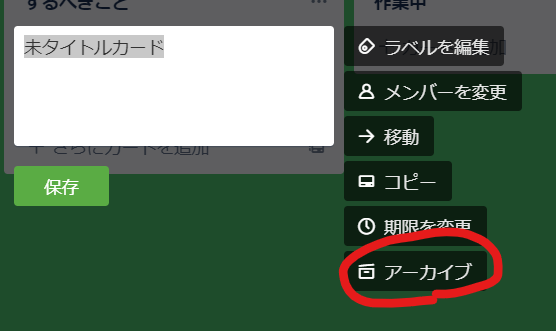 するべきこと
作業中
未タイトルカード
さらにカードを追加
保存
ラベルを編集
メンバーを変更
移動
コピー
期限を変更
アーカイブ